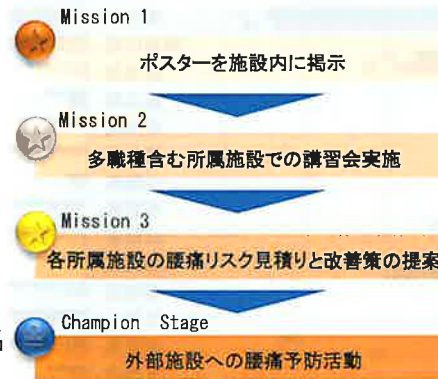 Mission 1
ポスターを施設内に掲示
Mission 2
多職種含む所属施設での講習会実施
Mission 3
各所属施設の腰痛リスク見積りと改善策の提案
Champion Stage
外部施設への腰痛予防活動